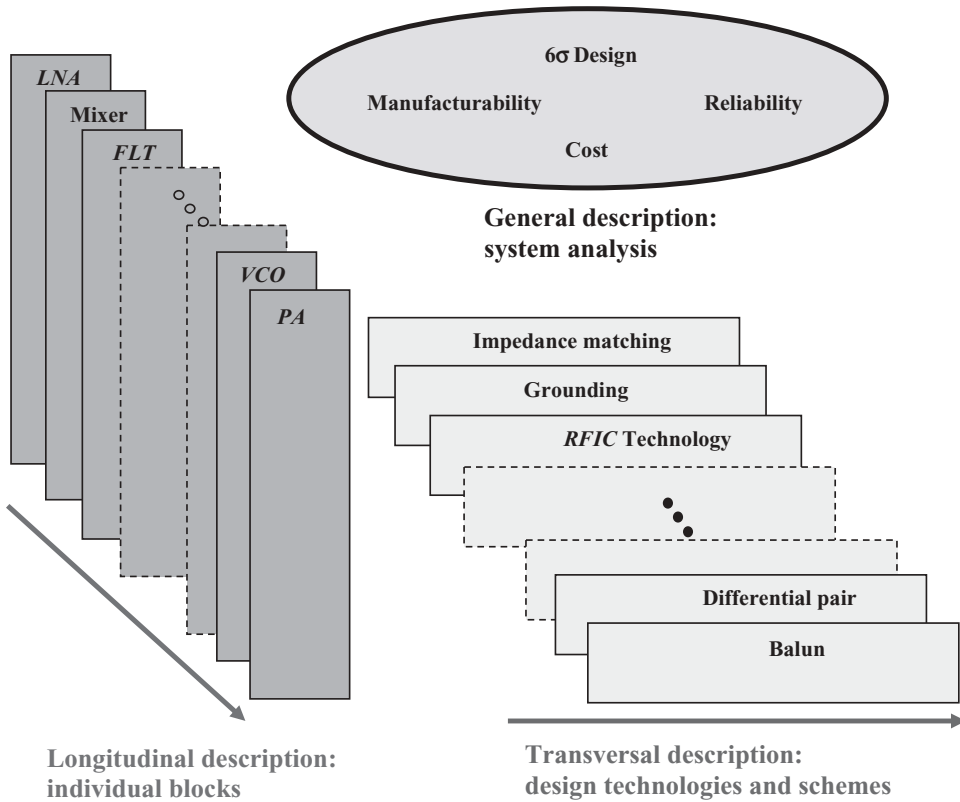 LNA
Mixer
FLT
VCO
PA
6σ Design
Manufacturability
Reliability
Cost
General description:
system analysis
Impedance matching
Grounding
RFIC Technology
Differential pair
Balun
Longitudinal description:
individual blocks
Transversal description:
design technologies and schemes